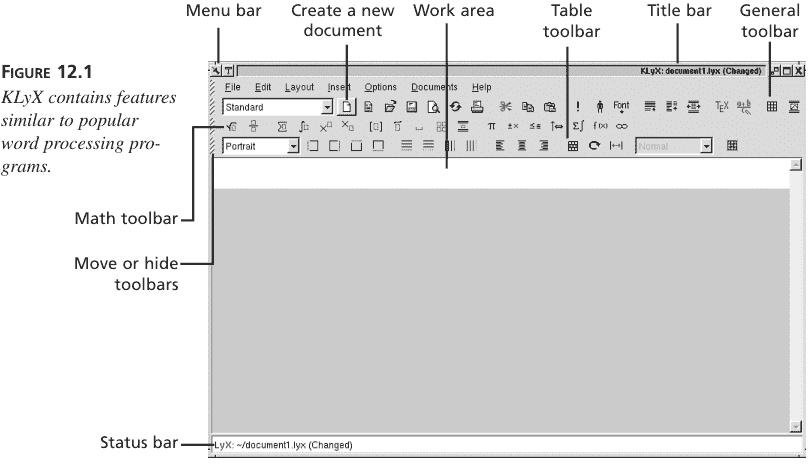 Menu bar
Create a new
document
Work area
Table
toolbar
Title bar
General
toolbar
FIGURE 12.1
KLyX contains features
similar to popular
word processing pro-
grams.
KLyX: document1.lyx (Changed)
File Edit Layout Insert Options Documents Help
Standard
! Font TEX a+b
π ±× ≤± Σ∫ f(x) ∞
Portrait
Normal
Math toolbar
Move or hide
toolbars
Status bar
LyX: ~/document1.lyx (Changed)